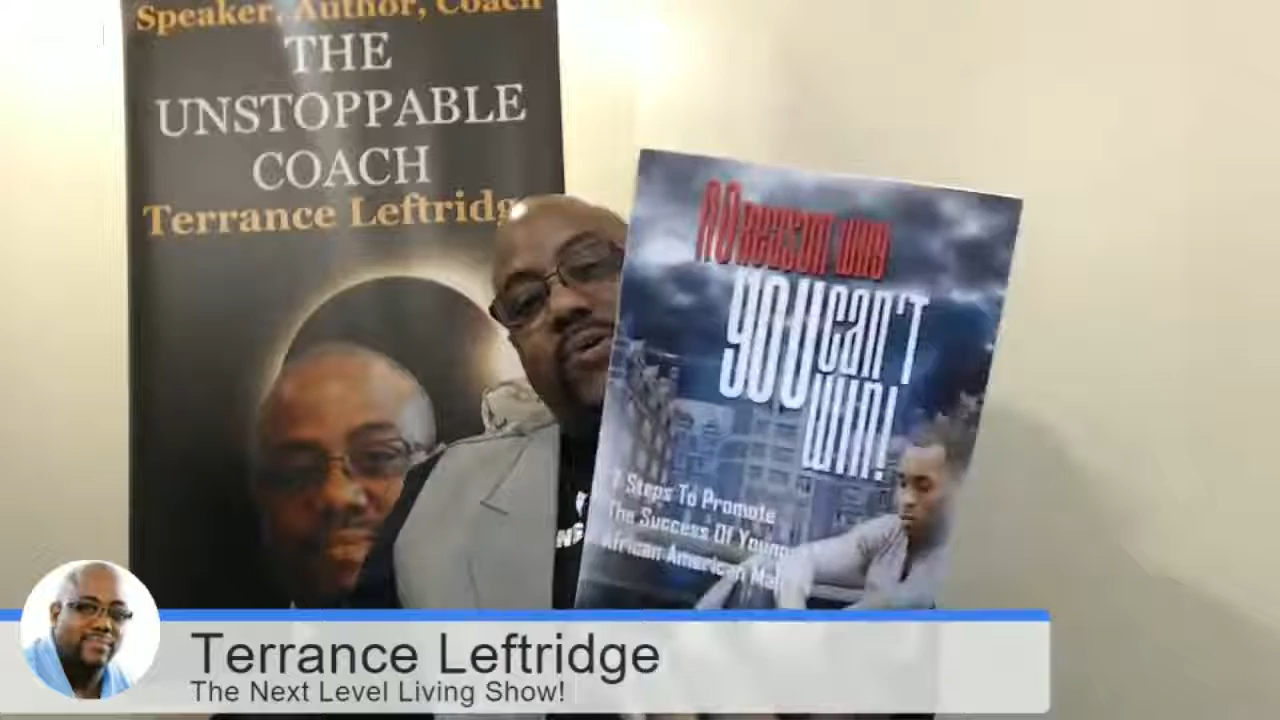 Speaker, Author, Coach
THE
UNSTOPPABLE
COACH
Terrance Leftridg
NO REASON WHY
YOU CAN'T
WIN!
7 Steps To Promote
The Success Of Young
African American Mal
Terrance Leftridge
The Next Level Living Show!